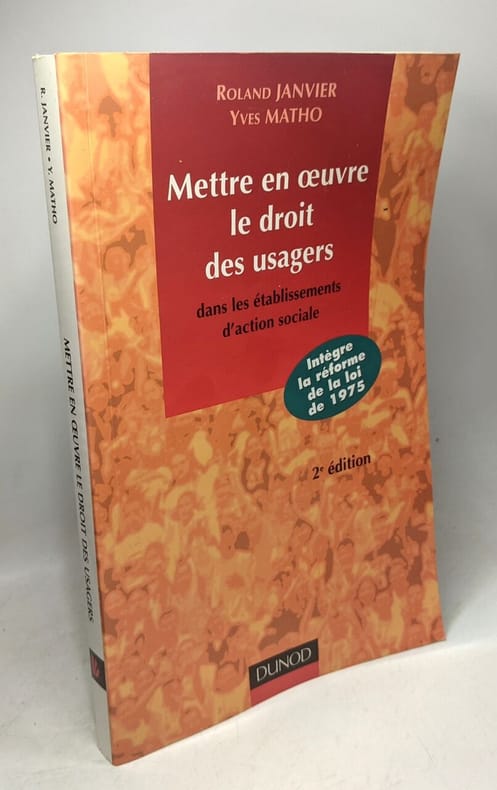 ROLAND JANVIER
YVES MATHO
Mettre en œuvre
le droit
des usagers
dans les établissements
d'action sociale
Intègre
la réforme
de la loi
de 1975
2e édition
DUNOD
R. JANVIER • Y. MATHO
METTRE EN ŒUVRE LE DROIT DES USAGERS